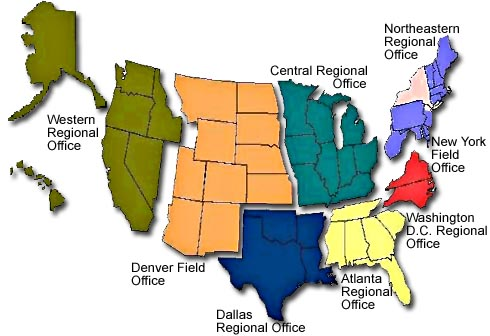 Northeastern
Regional
Office
Central Regional
Office
Western
Regional
Office
New York
Field
Office
Washington
D.C. Regional
Office
Denver Field
Office
Atlanta
Regional
Office
Dallas
Regional Office